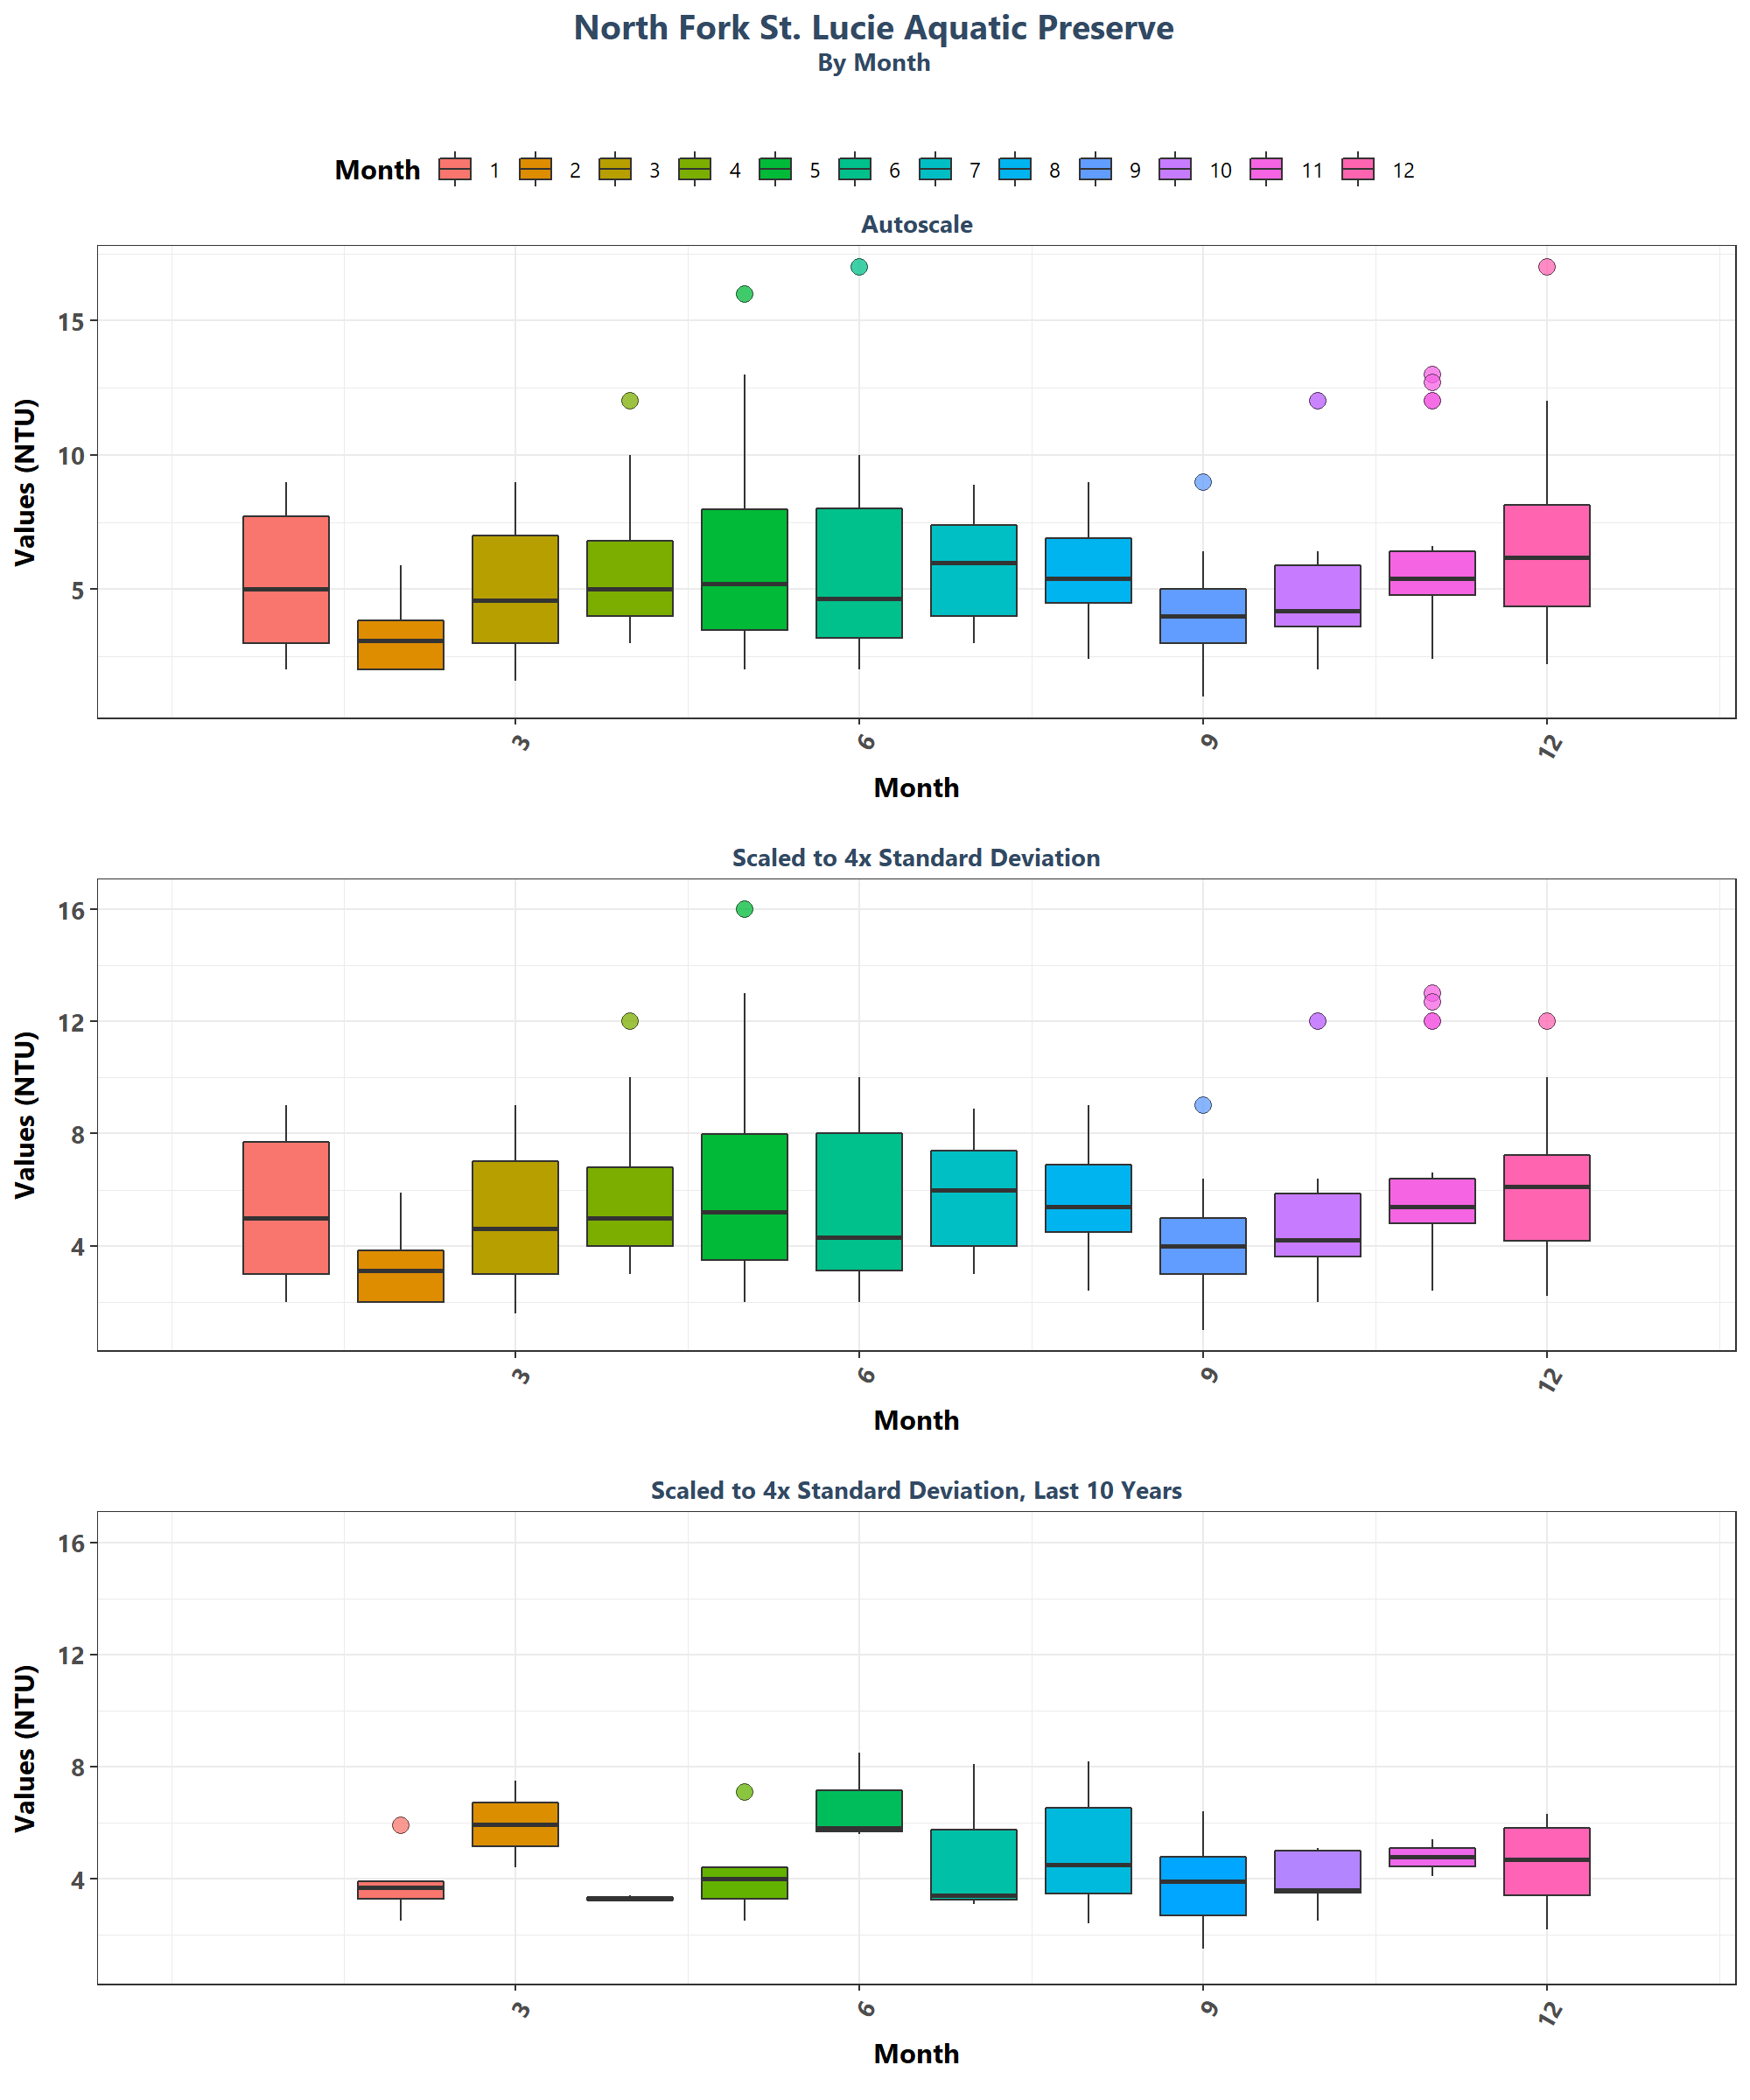 North Fork St. Lucie Aquatic Preserve
By Month
Month 1 2 3 4 5 6 7 8 9 10 11 12
Autoscale
Values (NTU)
15
10
5
3 6 9 12
Month
Scaled to 4x Standard Deviation
Values (NTU)
16
12
8
4
3 6 9 12
Month
Scaled to 4x Standard Deviation, Last 10 Years
Values (NTU)
16
12
8
4
3 6 9 12
Month